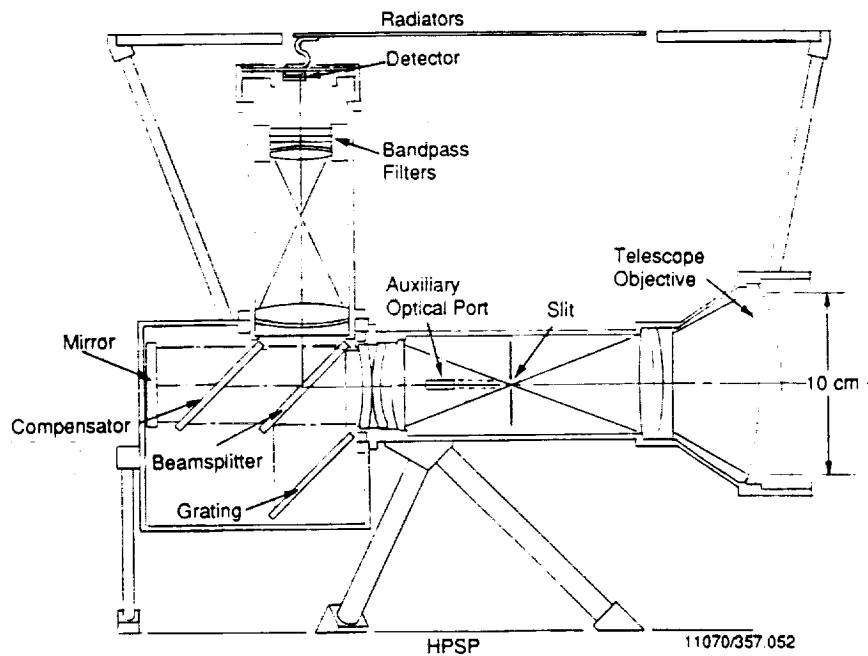 Radiators
Detector
Bandpass
Filters
Telescope
Objective
Auxiliary
Optical Port
Slit
Mirror
10 cm
Compensator
Beamsplitter
Grating
HPSP
11070/357.052